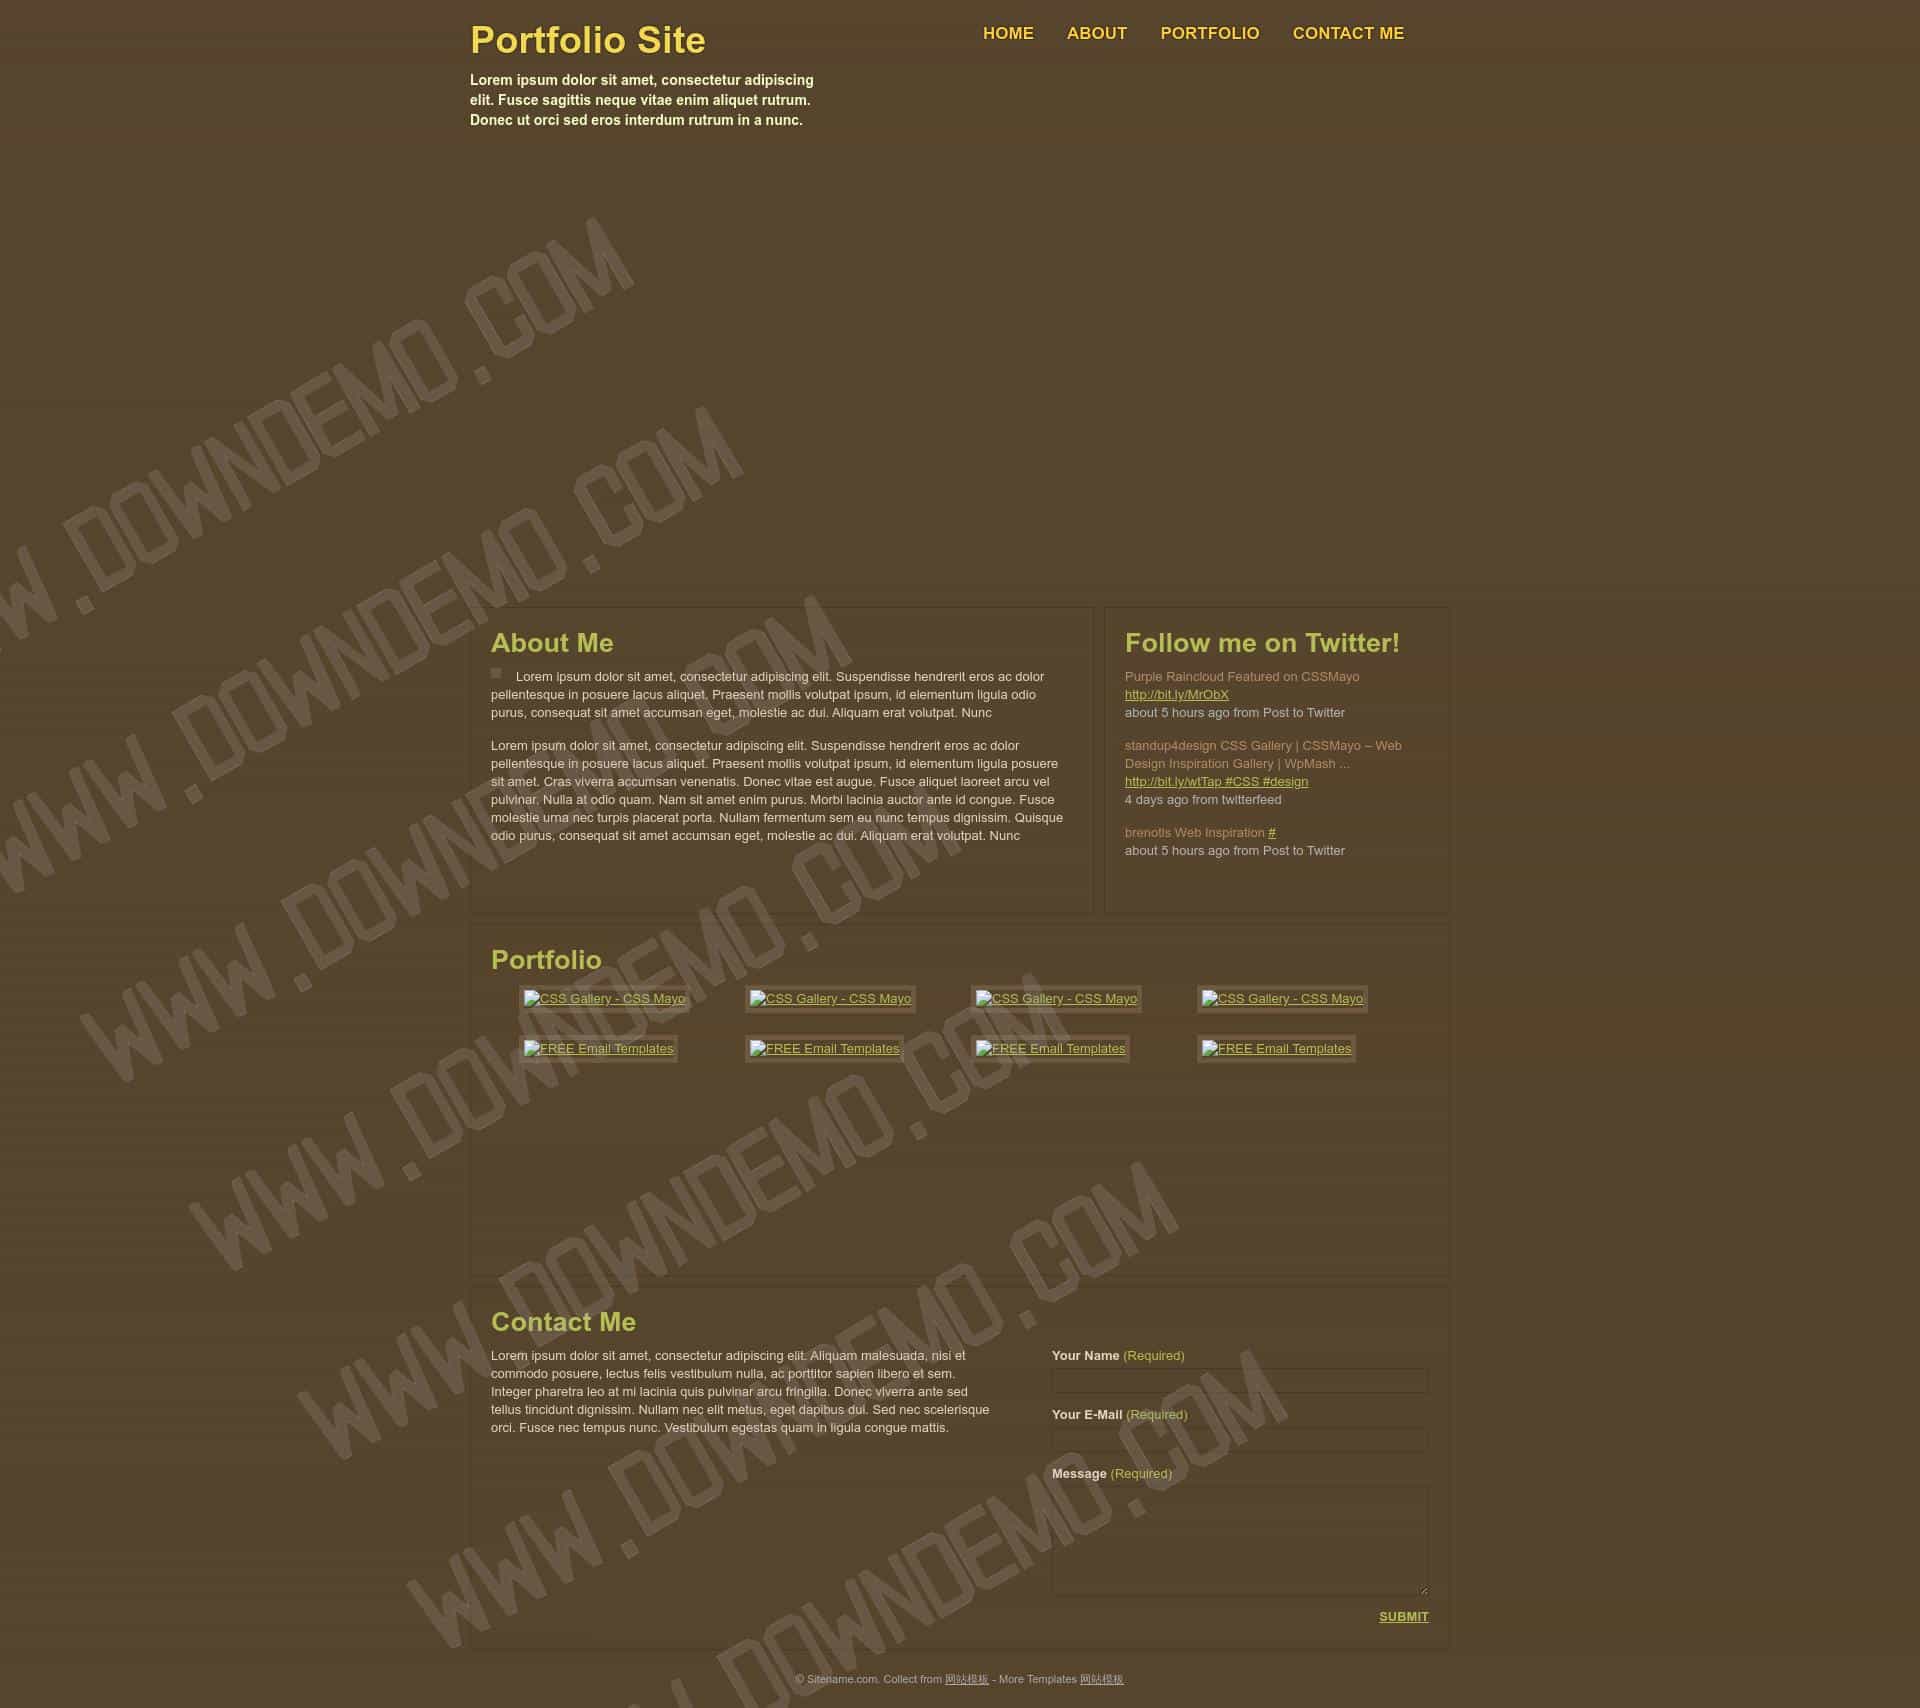 Portfolio Site
HOME ABOUT PORTFOLIO CONTACT ME
Lorem ipsum dolor sit amet, consectetur adipiscing
elit. Fusce sagittis neque vitae enim aliquet rutrum.
Donec ut orci sed eros interdum rutrum in a nunc.
About Me
Lorem ipsum dolor sit amet, consectetur adipiscing elit. Suspendisse hendrerit eros ac dolor
pellentesque in posuere lacus aliquet. Praesent mollis volutpat ipsum, id elementum ligula odio
purus, consequat sit amet accumsan eget, molestie ac dui. Aliquam erat volutpat. Nunc
Lorem ipsum dolor sit amet, consectetur adipiscing elit. Suspendisse hendrerit eros ac dolor
pellentesque in posuere lacus aliquet. Praesent mollis volutpat ipsum, id elementum ligula posuere
sit amet. Cras viverra accumsan venenatis. Donec vitae est augue. Fusce aliquet laoreet arcu vel
pulvinar. Nulla at odio quam. Nam sit amet enim purus. Morbi lacinia auctor ante id congue. Fusce
molestie urna nec turpis placerat porta. Nullam fermentum sem eu nunc tempus dignissim. Quisque
odio purus, consequat sit amet accumsan eget, molestie ac dui. Aliquam erat volutpat. Nunc
Follow me on Twitter!
Purple Raincloud Featured on CSSMayo
http://bit.ly/MrObX
about 5 hours ago from Post to Twitter
standup4design CSS Gallery | CSSMayo – Web
Design Inspiration Gallery | WpMash ...
http://bit.ly/wtTap #CSS #design
4 days ago from twitterfeed
brenotls Web Inspiration #
about 5 hours ago from Post to Twitter
Portfolio
CSS Gallery - CSS Mayo CSS Gallery - CSS Mayo CSS Gallery - CSS Mayo CSS Gallery - CSS Mayo
FREE Email Templates FREE Email Templates FREE Email Templates FREE Email Templates
Contact Me
Lorem ipsum dolor sit amet, consectetur adipiscing elit. Aliquam malesuada, nisi et
commodo posuere, lectus felis vestibulum nulla, ac porttitor sapien libero et sem.
Integer pharetra leo at mi lacinia quis pulvinar arcu fringilla. Donec viverra ante sed
tellus tincidunt dignissim. Nullam nec elit metus, eget dapibus dui. Sed nec scelerisque
orci. Fusce nec tempus nunc. Vestibulum egestas quam in ligula congue mattis.
Your Name (Required)
Your E-Mail (Required)
Message (Required)
SUBMIT
© Sitename.com. Collect from 网站模板 - More Templates 网站模板
W.DOWNDEMO.COM
WWW.DOWNDEMO.COM
WWW.DOWNDEMO.COM
WWW.DOWNDEMO.COM
WWW.DOWNDEMO.COM
WWW.DOWNDEMO.COM
W.DOWNDEMO.COM